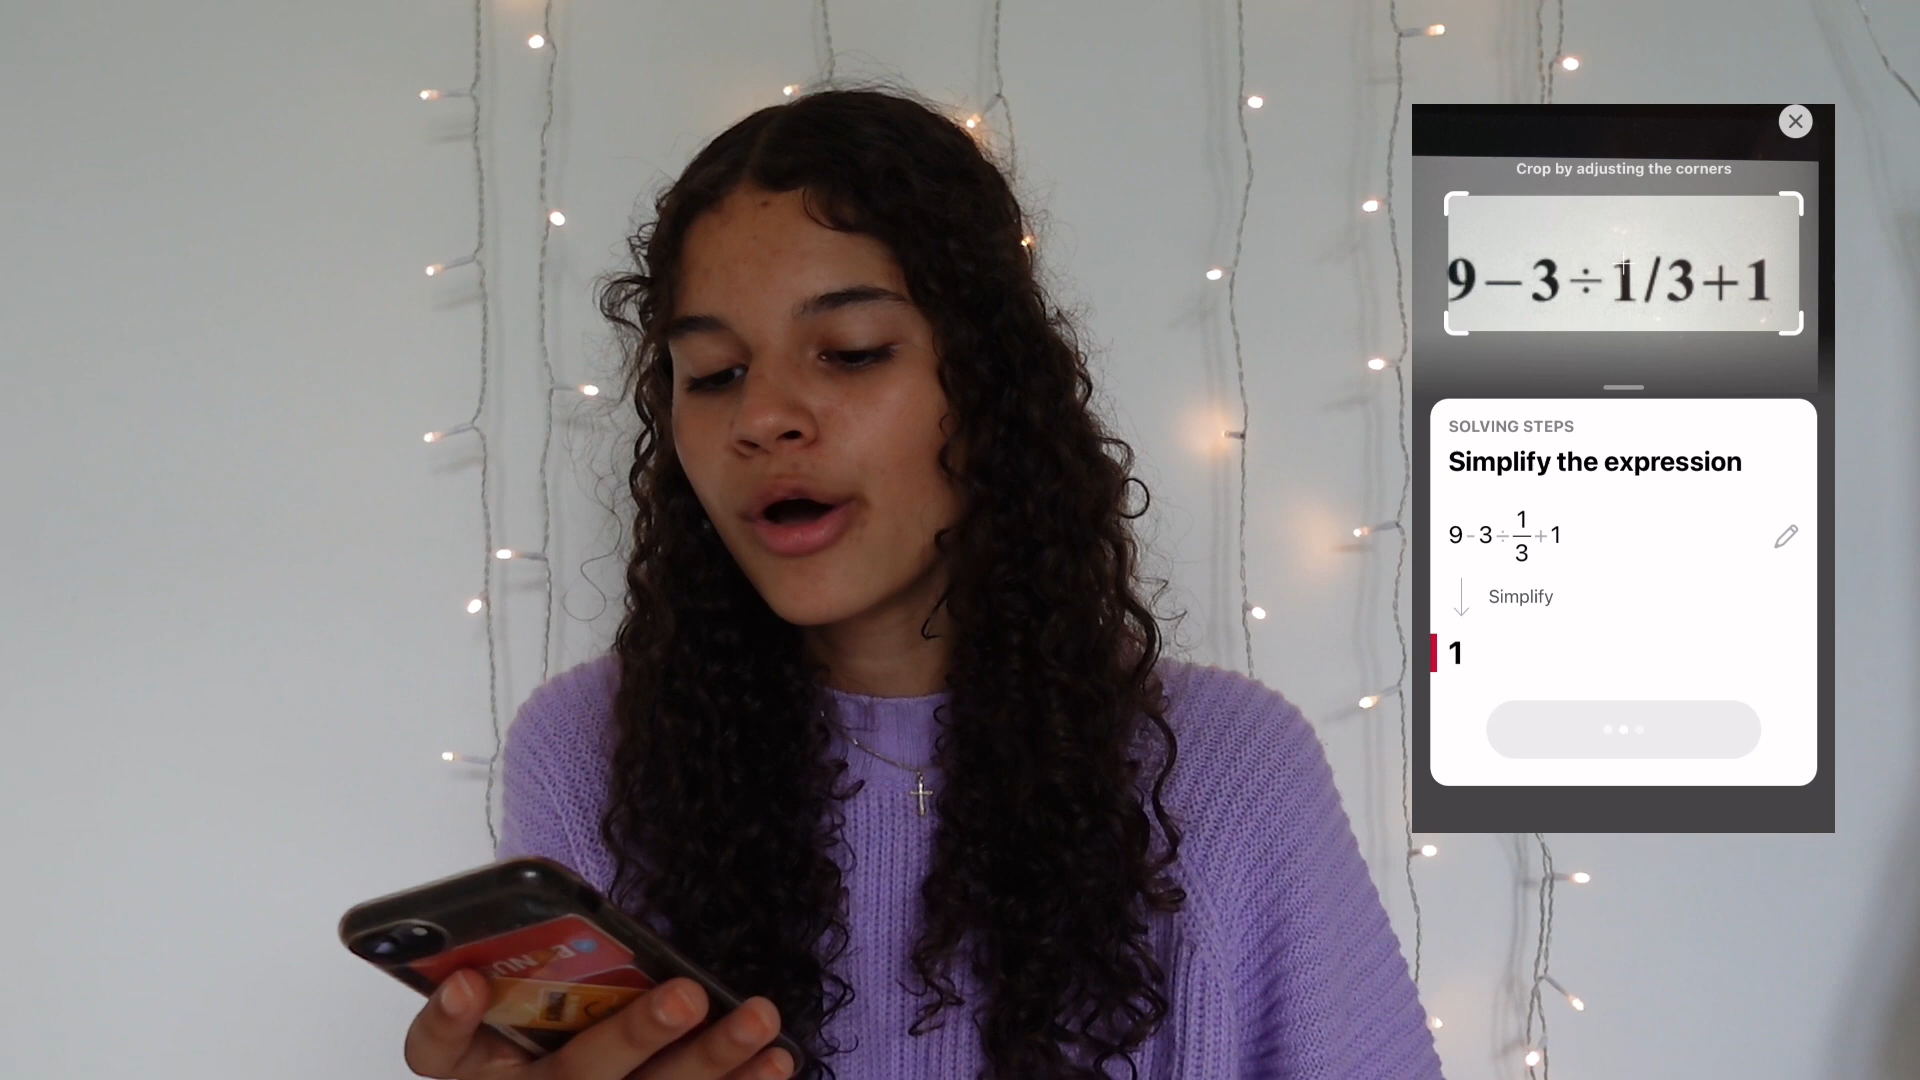 Crop by adjusting the corners
9−3÷1/3+1
SOLVING STEPS
Simplify the expression
9-3÷1/3+1
Simplify
1